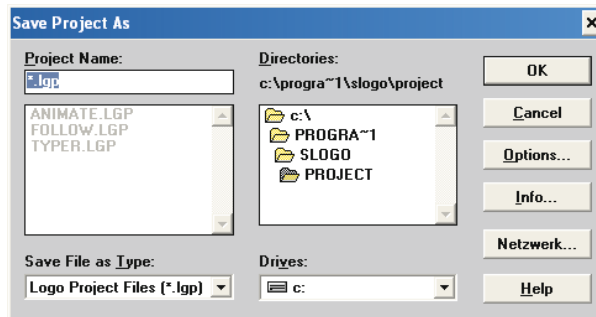 Save Project As
Project Name:
*.lgp
ANIMATE.LGP
FOLLOW.LGP
TYPER.LGP
Save File as Type:
Logo Project Files (*.lgp)
Directories:
c:\progra~1\slogo\project
c:\
PROGRA~1
SLOGO
PROJECT
Drives:
c:
OK
Cancel
Options...
Info...
Netzwerk...
Help